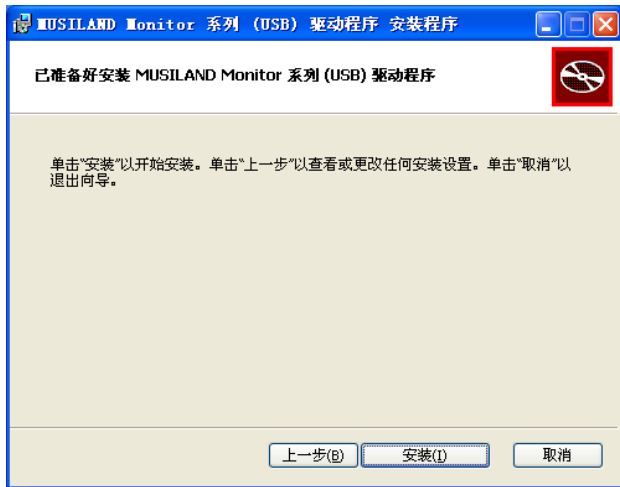 MUSILAND Monitor 系列 (USB) 驱动程序 安装程序
已准备好安装 MUSILAND Monitor 系列 (USB) 驱动程序
单击“安装”以开始安装。单击“上一步”以查看或更改任何安装设置。单击“取消”以
退出向导。
上一步(B) 安装(I) 取消